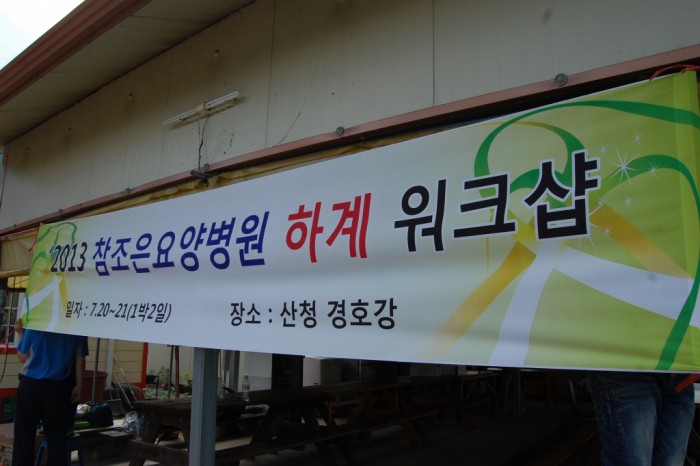 2013 참조은요양병원 하계 워크샵
일자 : 7.20~21(1박2일) 장소 : 산청 경호강